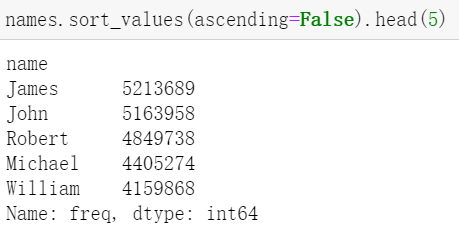 names.sort_values(ascending=False).head(5)
name
James      5213689
John       5163958
Robert     4849738
Michael    4405274
William    4159868
Name: freq, dtype: int64